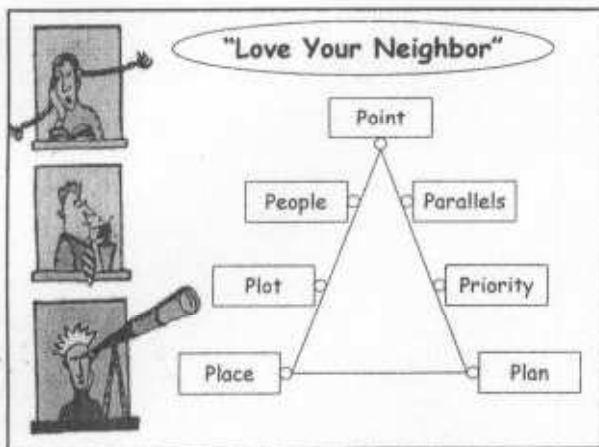 "Love Your Neighbor"
Point
People Parallels
Plot Priority
Place Plan